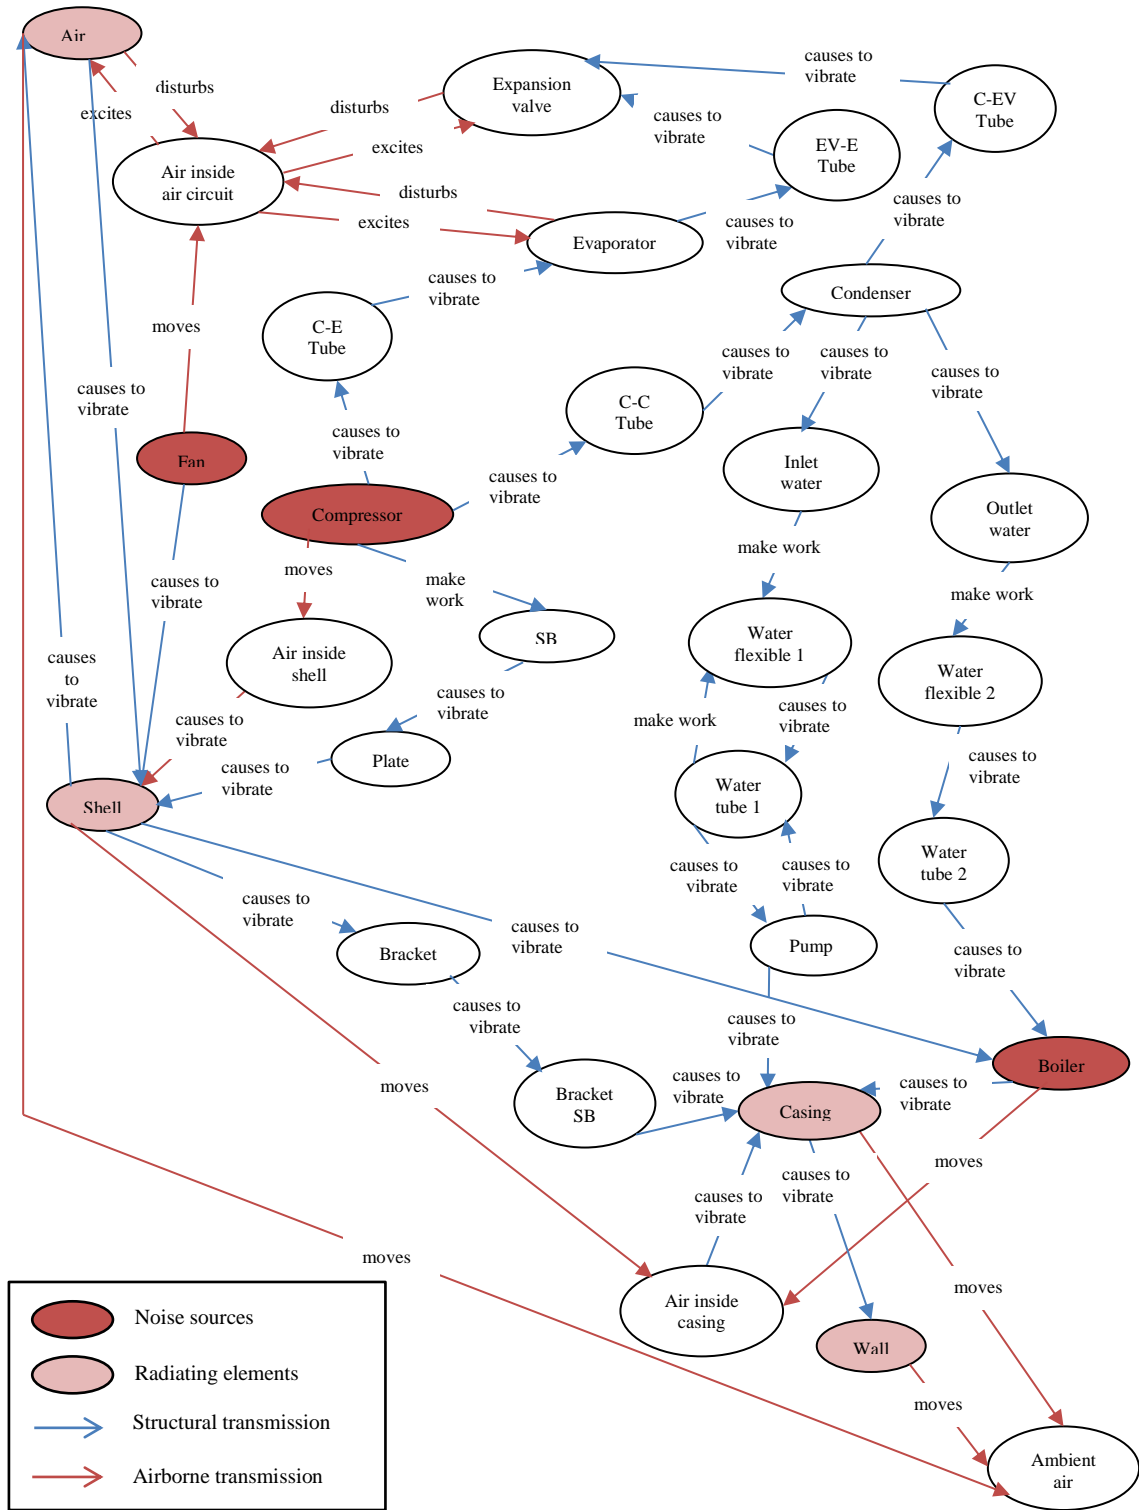 Air
disturbs
excites
Air inside
air circuit
Expansion
valve
disturbs
excites
disturbs
excites
causes to
vibrate
C-EV
Tube
causes to
vibrate
EV-E
Tube
causes to
vibrate
causes to
vibrate
Evaporator
causes to
vibrate
Condenser
C-E
Tube
moves
causes to
vibrate
causes to
vibrate
causes to
vibrate
causes to
vibrate
C-C
Tube
Fan
causes to
vibrate
Compressor
causes to
vibrate
Inlet
water
Outlet
water
make work
make work
moves
make
work
causes to
vibrate
SB
Air inside
shell
Water
flexible 1
Water
flexible 2
causes
to
vibrate
causes to
vibrate
causes to
vibrate
make work
causes to
vibrate
Plate
causes to
vibrate
causes to
vibrate
Shell
Water
tube 1
Water
tube 2
causes to
vibrate
causes to
vibrate
causes to
vibrate
causes to
vibrate
Bracket
Pump
causes to
vibrate
causes to
vibrate
causes to
vibrate
Boiler
moves
Bracket
SB
causes to
vibrate
Casing
causes to
vibrate
causes to
vibrate
causes to
vibrate
moves
moves
Air inside
casing
moves
Wall
moves
Ambient
air
Noise sources
Radiating elements
Structural transmission
Airborne transmission